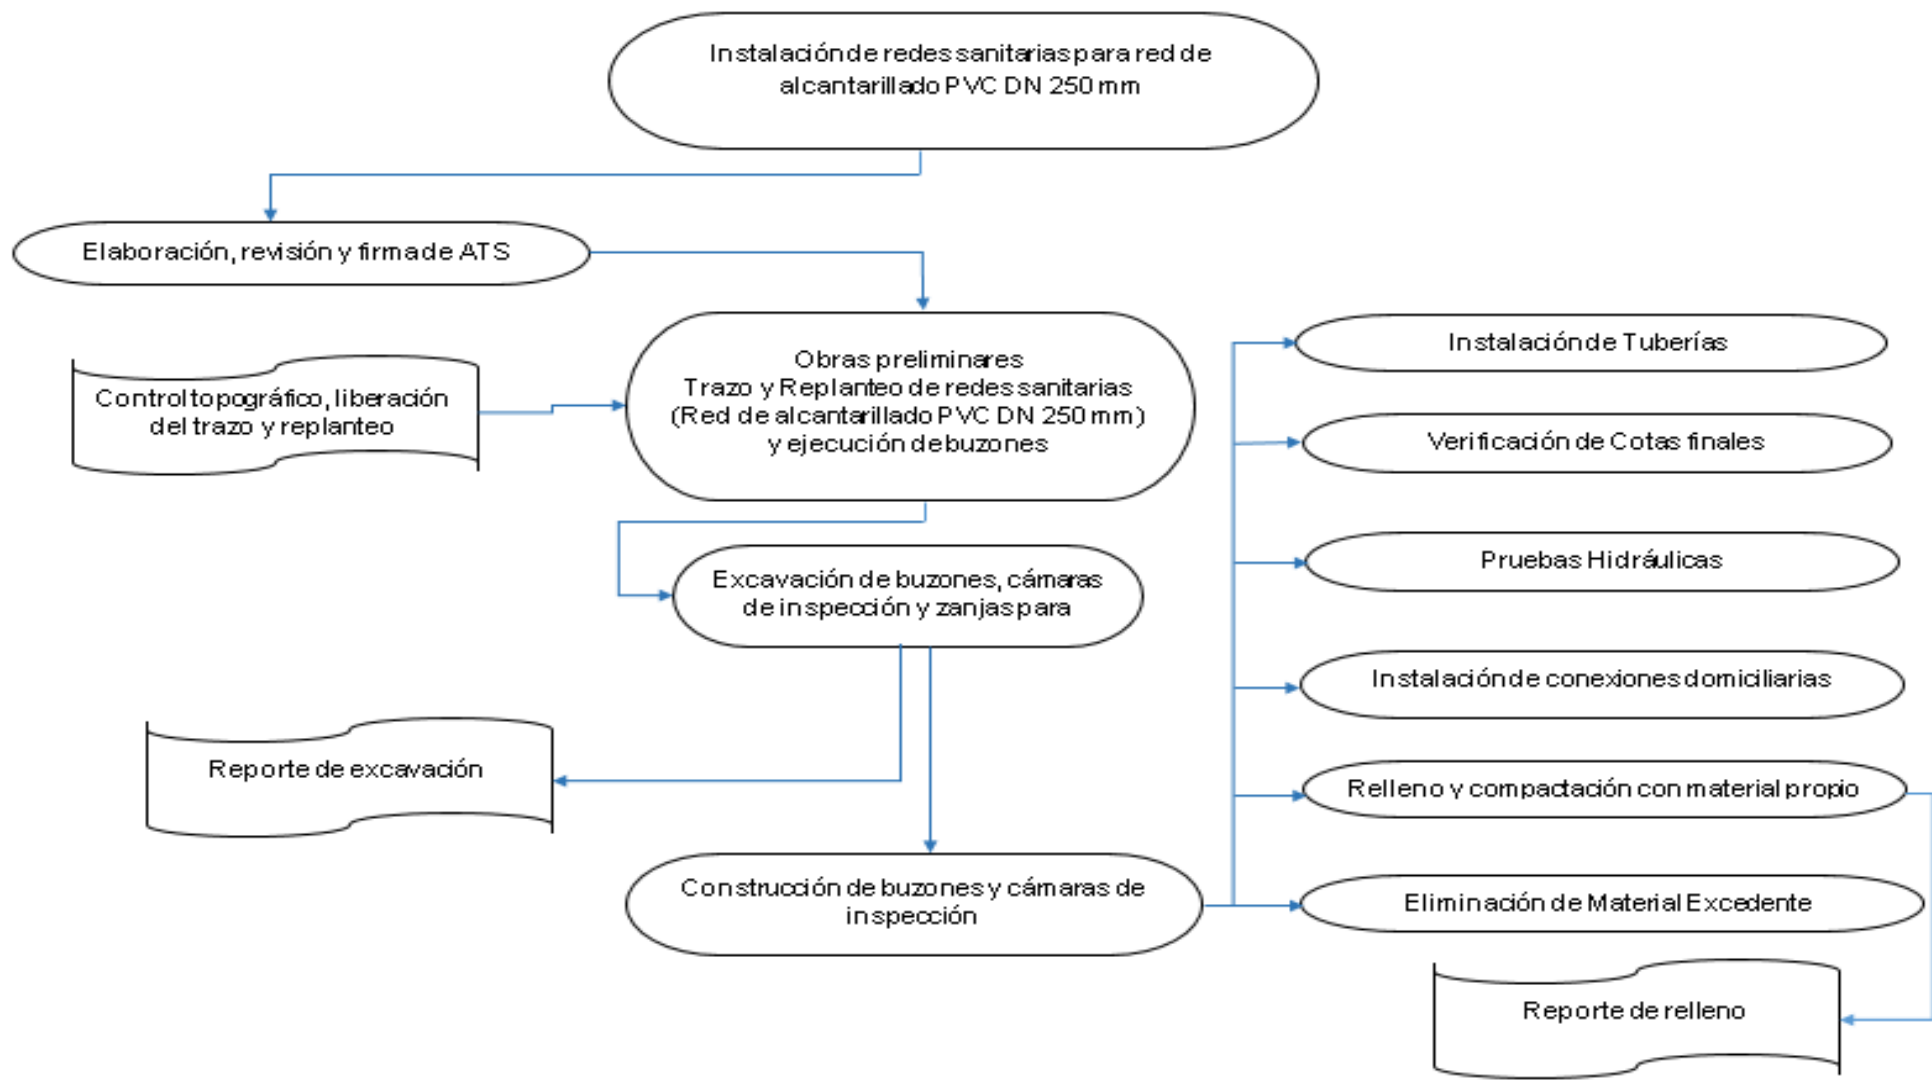 Instalación de redes sanitarias para red de
alcantarillado PVC DN 250 mm
Elaboración, revisión y firma de ATS
Obras preliminares
Trazo y Replanteo de redes sanitarias
(Red de alcantarillado PVC DN 250 mm)
y ejecución de buzones
Control topográfico, liberación
del trazo y replanteo
Excavación de buzones, cámaras
de inspección y zanjas para
Reporte de excavación
Construcción de buzones y cámaras de
inspección
Instalación de Tuberías
Verificación de Cotas finales
Pruebas Hidráulicas
Instalación de conexiones domiciliarias
Relleno y compactación con material propio
Eliminación de Material Excedente
Reporte de relleno